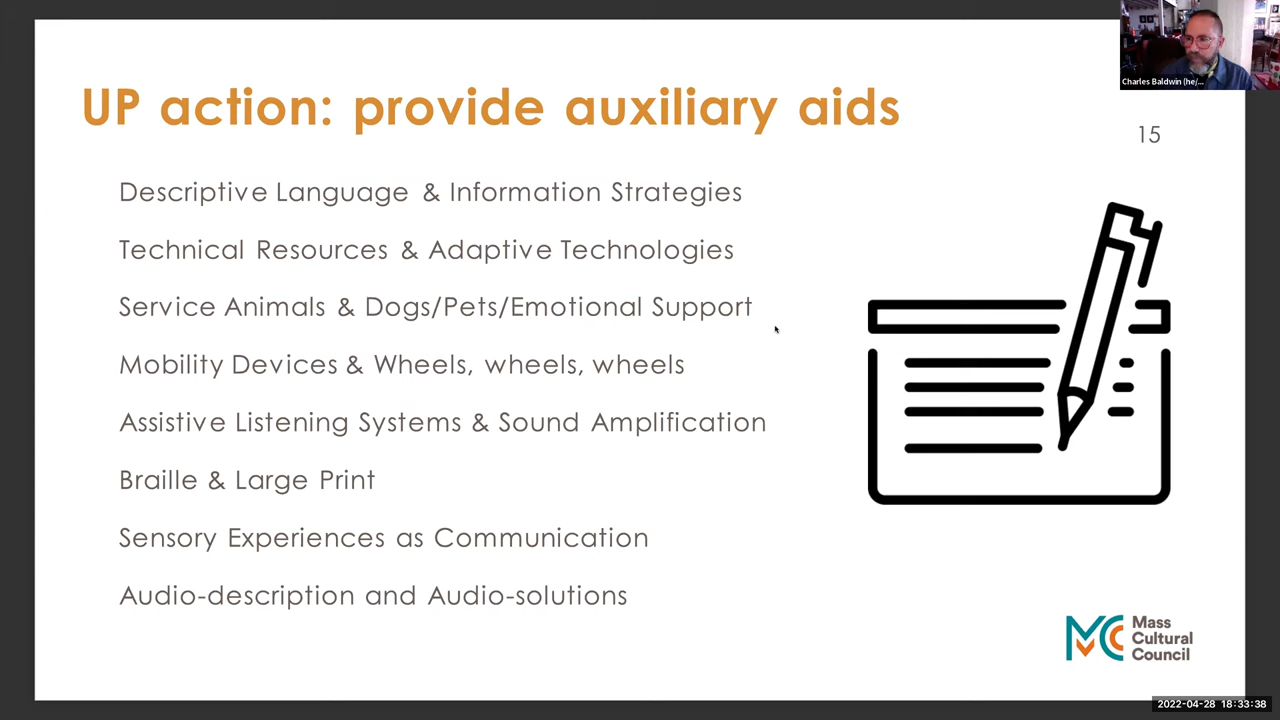 Charles Baldwin (he/...
UP action: provide auxiliary aids
15
Descriptive Language & Information Strategies
Technical Resources & Adaptive Technologies
Service Animals & Dogs/Pets/Emotional Support
Mobility Devices & Wheels, wheels, wheels
Assistive Listening Systems & Sound Amplification
Braille & Large Print
Sensory Experiences as Communication
Audio-description and Audio-solutions
MCC
Mass
Cultural
Council
2022-04-28 18:33:38